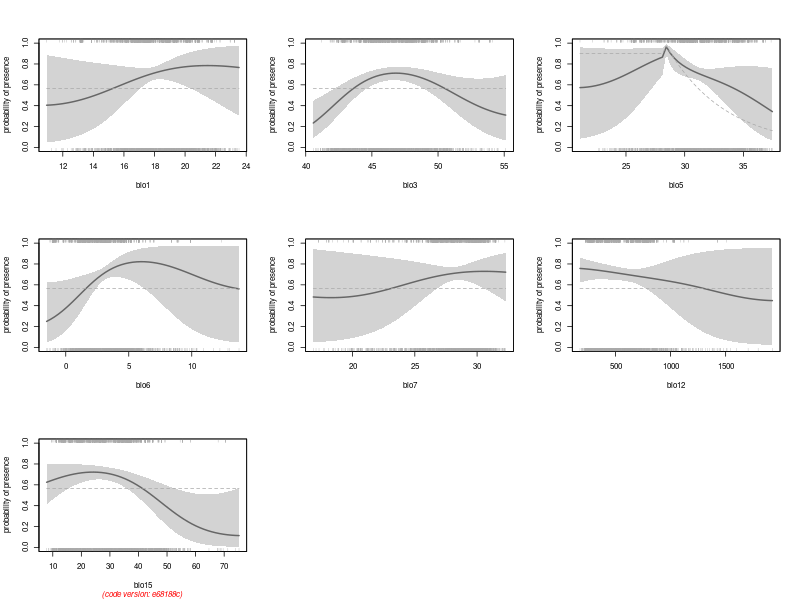 probability of presence
0.0 0.2 0.4 0.6 0.8 1.0
12 14 16 18 20 22 24
bio1
probability of presence
0.0 0.2 0.4 0.6 0.8 1.0
40 45 50 55
bio3
probability of presence
0.0 0.2 0.4 0.6 0.8 1.0
25 30 35
bio5
probability of presence
0.0 0.2 0.4 0.6 0.8 1.0
0 5 10
bio6
probability of presence
0.0 0.2 0.4 0.6 0.8 1.0
20 25 30
bio7
probability of presence
0.0 0.2 0.4 0.6 0.8 1.0
500 1000 1500
bio12
probability of presence
0.0 0.2 0.4 0.6 0.8 1.0
10 20 30 40 50 60 70
bio15
(code version: e68188c)